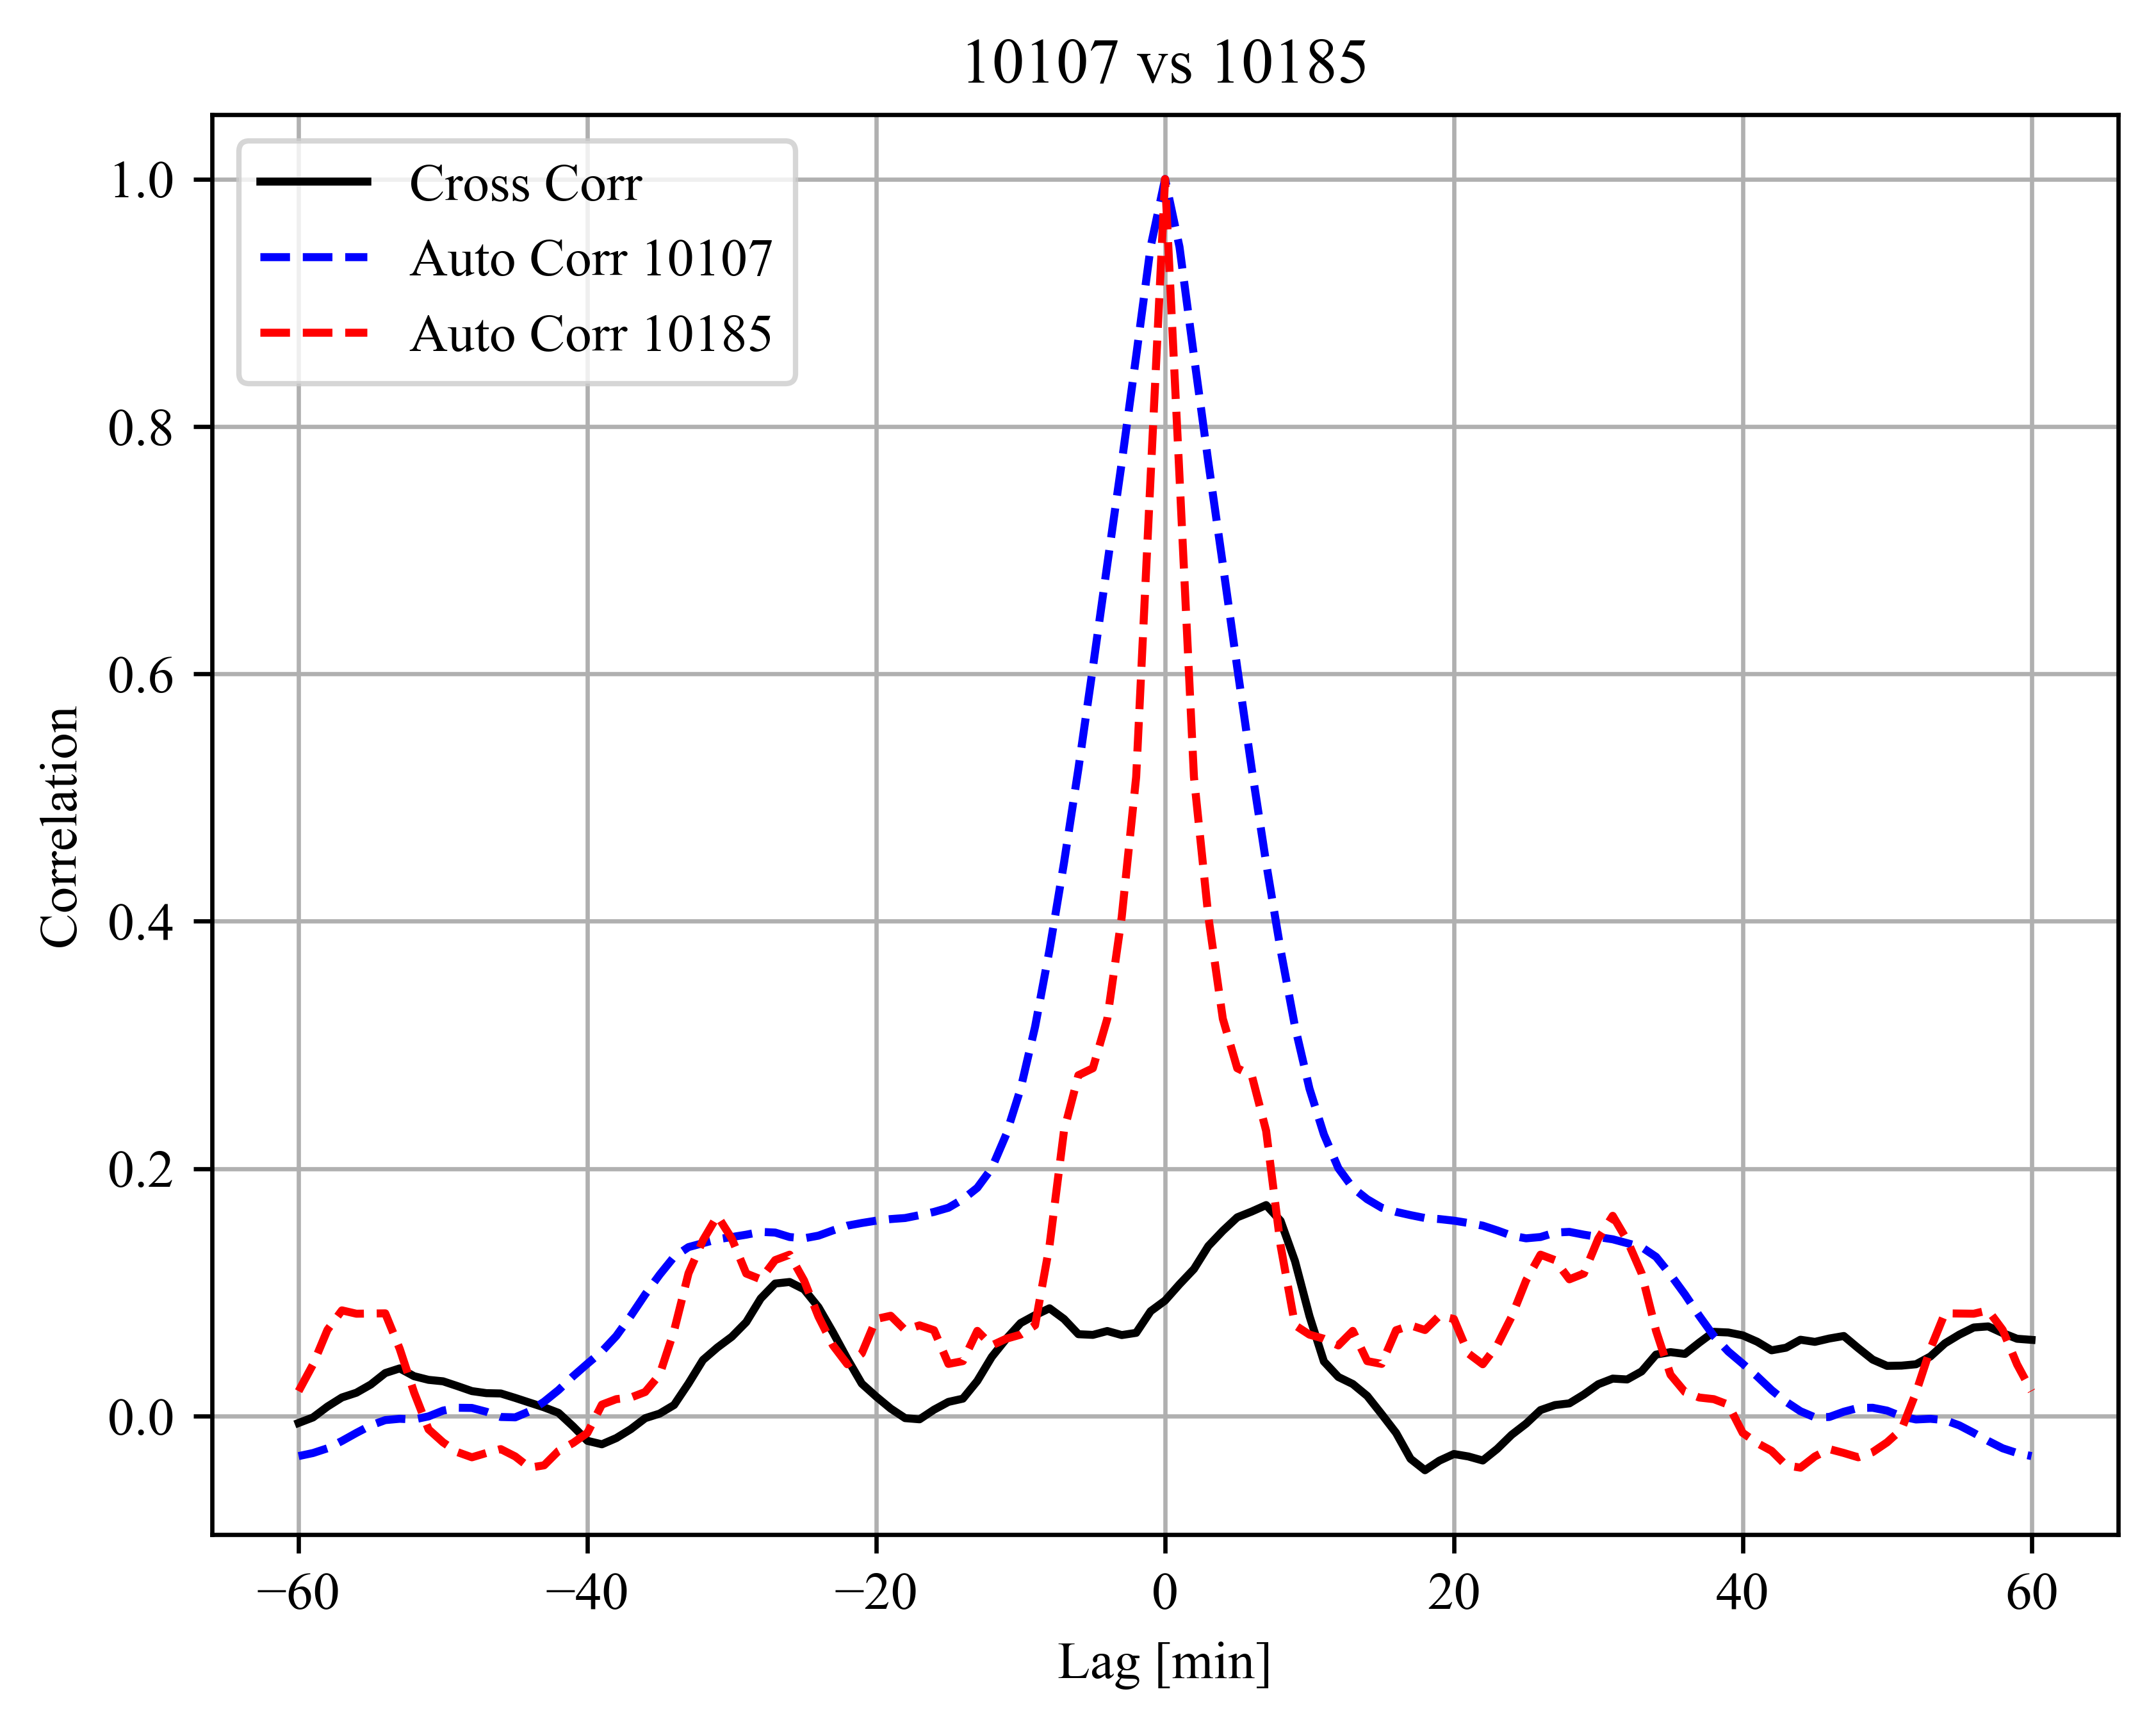 10107 vs 10185
Cross Corr
Auto Corr 10107
Auto Corr 10185
1.0
0.8
0.6
0.4
0.2
0.0
Correlation
−60
−40
−20
0
20
40
60
Lag [min]